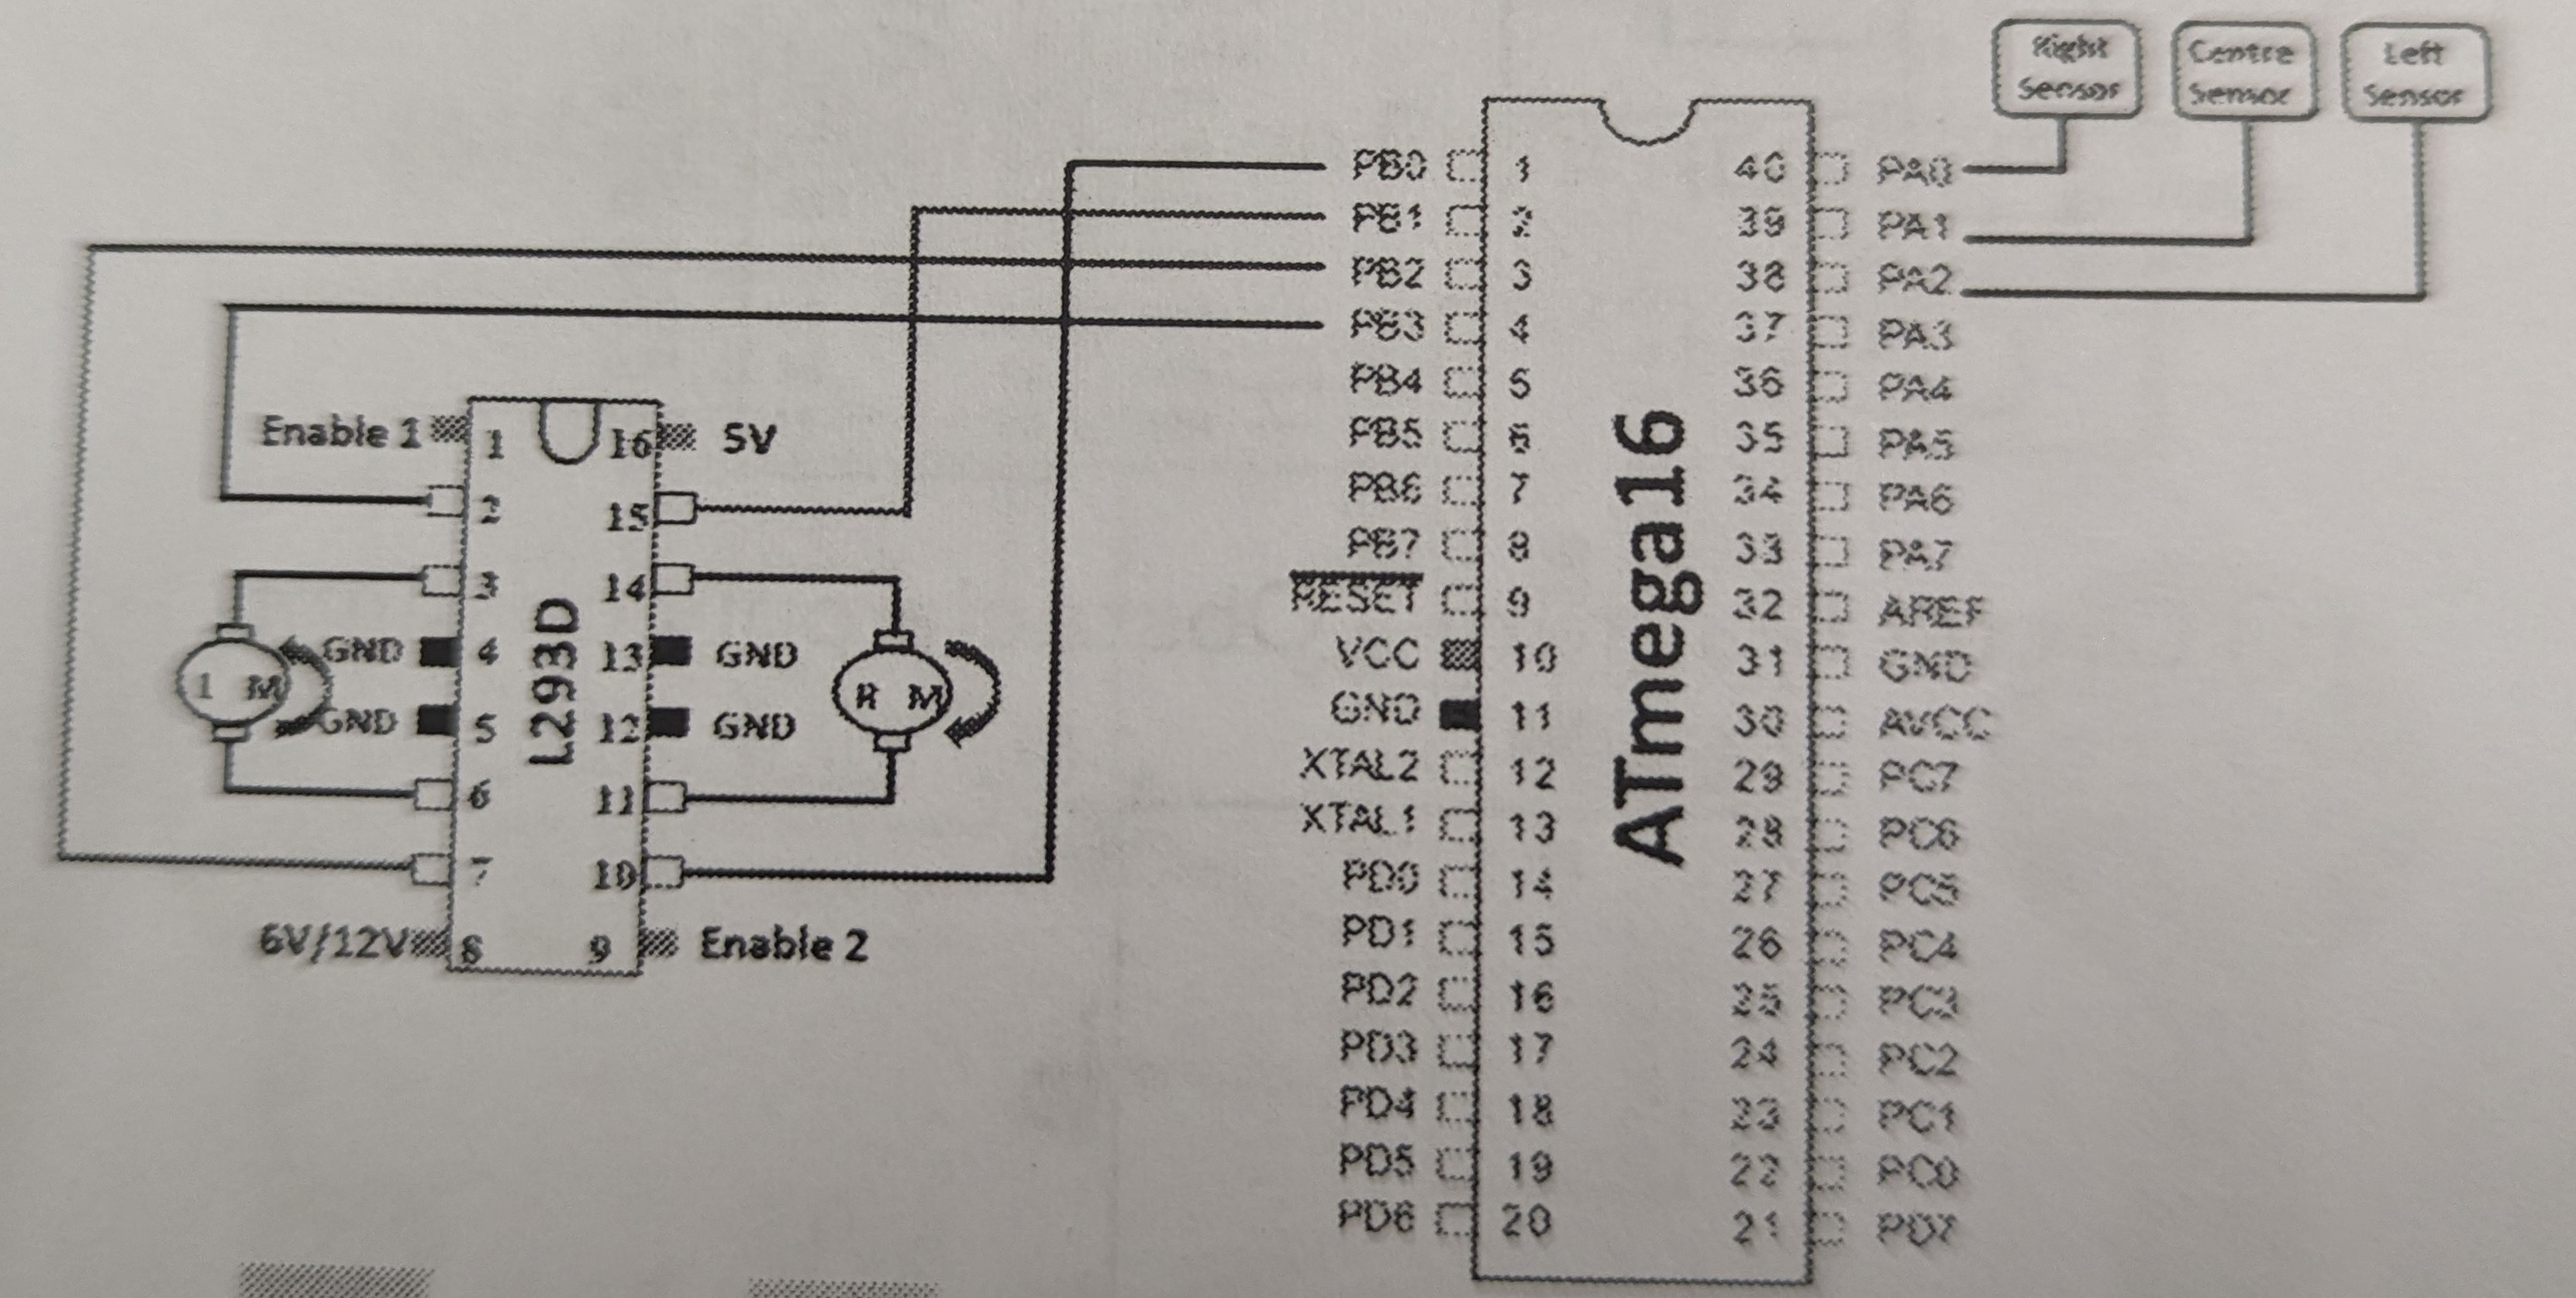 Right
Sensor
Centre
Sensor
Left
Sensor
PB0 1 40 PA0
PB1 2 39 PA1
PB2 3 38 PA2
PB3 4 37 PA3
PB4 5 36 PA4
PB5 6 35 PA5
PB6 7 34 PA6
PB7 8 33 PA7
RESET 9 32 AREF
VCC 10 31 GND
GND 11 30 AVCC
XTAL2 12 29 PC7
XTAL1 13 28 PC6
PD0 14 27 PC5
PD1 15 26 PC4
PD2 16 25 PC3
PD3 17 24 PC2
PD4 18 23 PC1
PD5 19 22 PC0
PD6 20 21 PD7
ATmega16
Enable 1 1 16 5V
2 15
3 14
GND 4 13 GND
GND 5 12 GND
6 11
7 10
6V/12V 8 9 Enable 2
L293D
1 M
R M